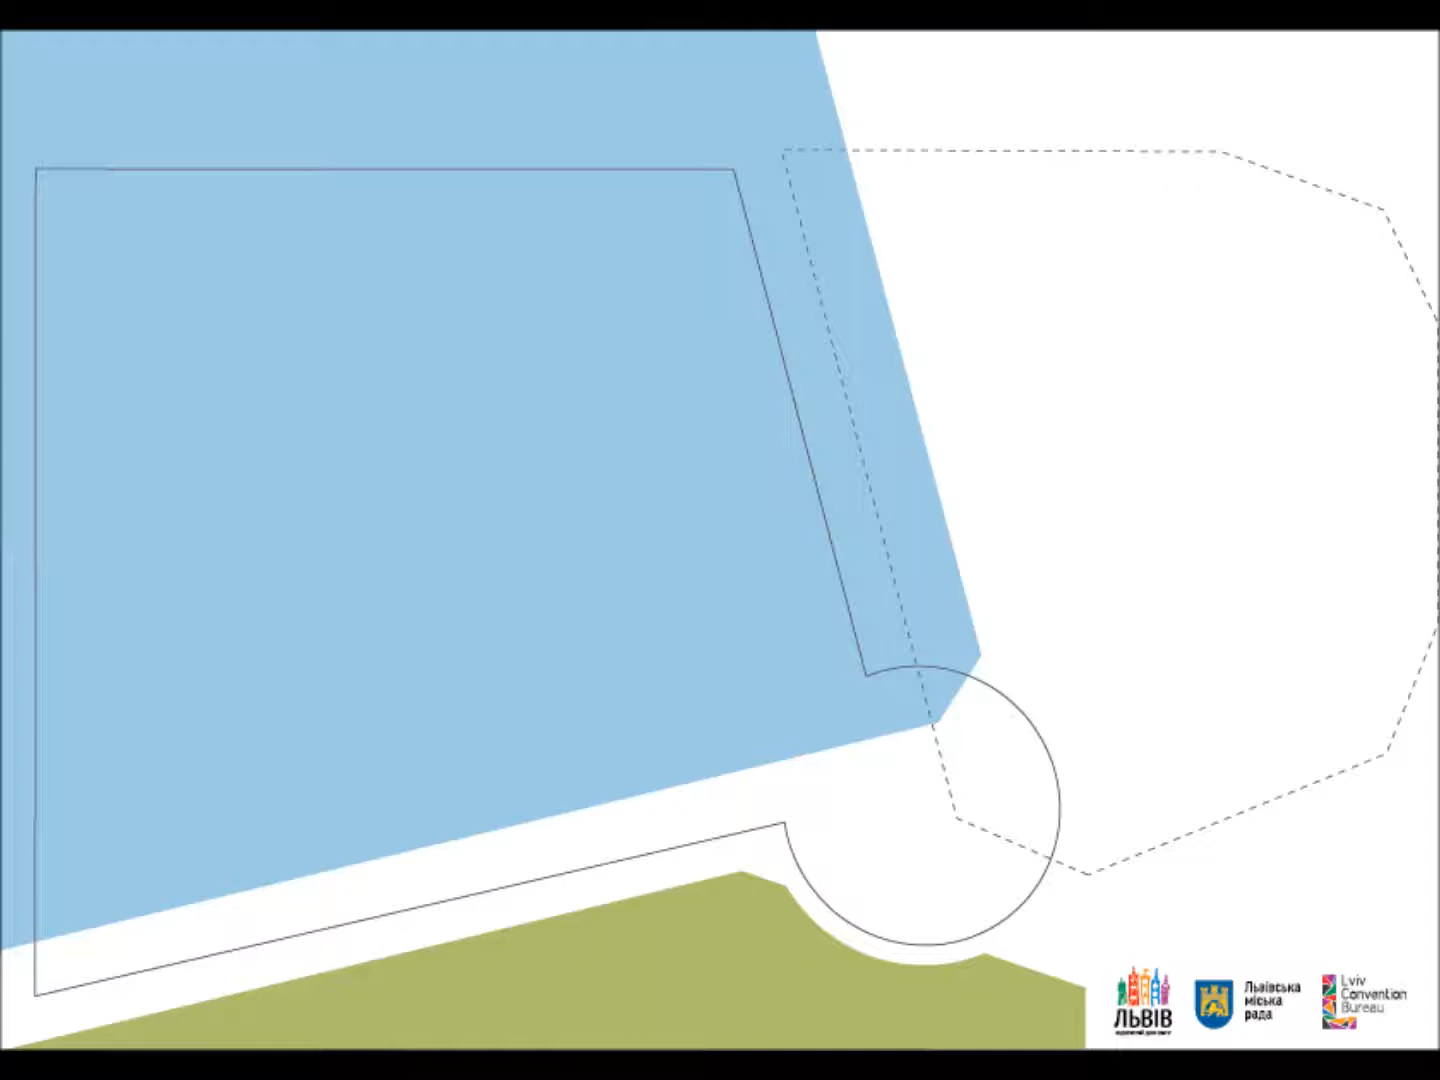 ЛЬВІВ
Львівська
міська
рада
Lviv
Convention
Bureau